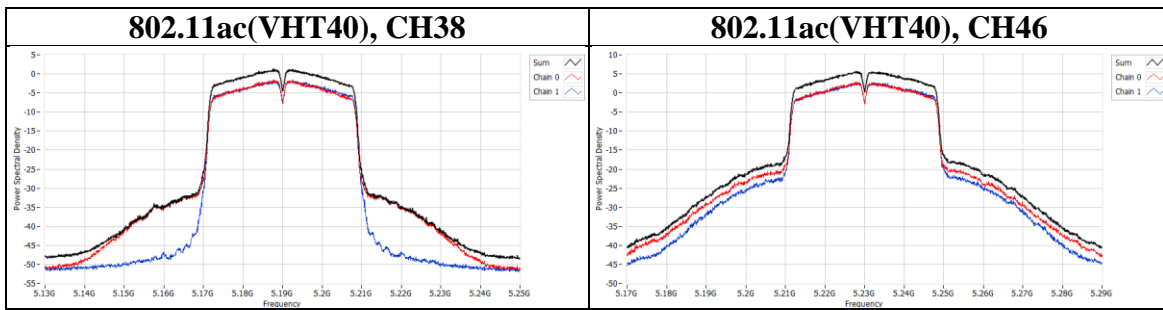 802.11ac(VHT40), CH38
802.11ac(VHT40), CH46
5-
0-
-5-
-10-
-15-
-20-
-25-
-30-
-35-
-40-
-45-
-50-
-55-
Power Spectral Density
5.13G 5.14G 5.15G 5.16G 5.17G 5.18G 5.19G 5.2G 5.21G 5.22G 5.23G 5.24G 5.25G
Frequency
Sum
Chain 0
Chain 1
10-
5-
0-
-5-
-10-
-15-
-20-
-25-
-30-
-35-
-40-
-45-
-50-
Power Spectral Density
5.17G 5.18G 5.19G 5.2G 5.21G 5.22G 5.23G 5.24G 5.25G 5.26G 5.27G 5.28G 5.29G
Frequency
Sum
Chain 0
Chain 1